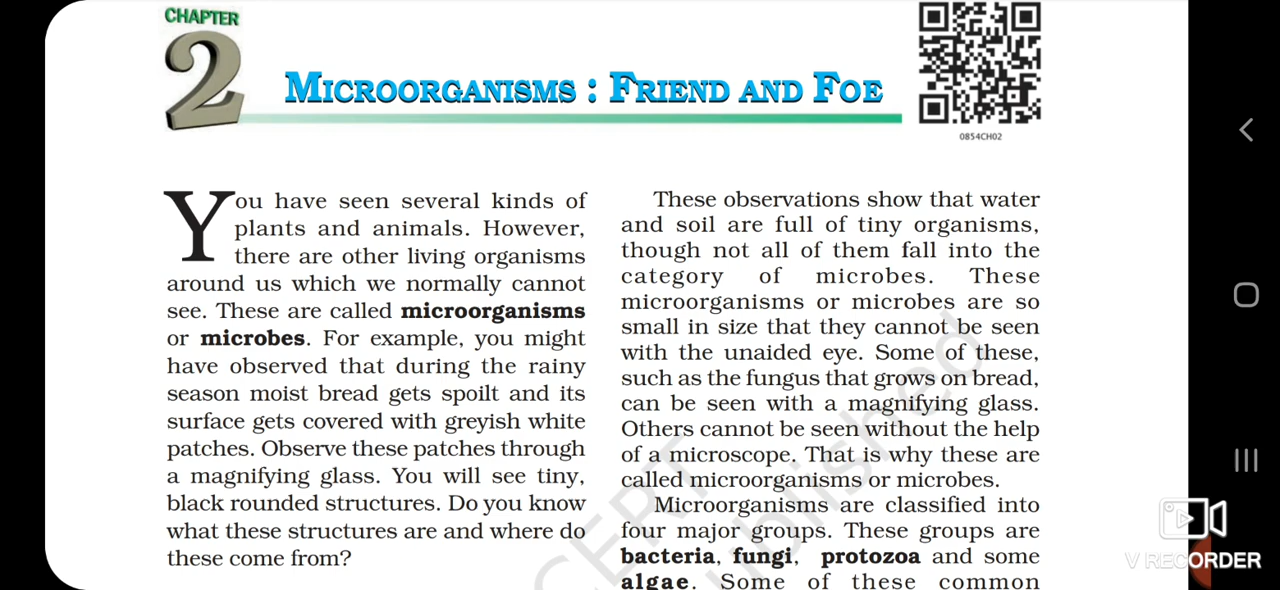 CHAPTER
2
MICROORGANISMS : FRIEND AND FOE
0854CH02
You have seen several kinds of
plants and animals. However,
there are other living organisms
around us which we normally cannot
see. These are called microorganisms
or microbes. For example, you might
have observed that during the rainy
season moist bread gets spoilt and its
surface gets covered with greyish white
patches. Observe these patches through
a magnifying glass. You will see tiny,
black rounded structures. Do you know
what these structures are and where do
these come from?
These observations show that water
and soil are full of tiny organisms,
though not all of them fall into the
category of microbes. These
microorganisms or microbes are so
small in size that they cannot be seen
with the unaided eye. Some of these,
such as the fungus that grows on bread,
can be seen with a magnifying glass.
Others cannot be seen without the help
of a microscope. That is why these are
called microorganisms or microbes.
Microorganisms are classified into
four major groups. These groups are
bacteria, fungi, protozoa and some
algae. Some of these common
V RECORDER